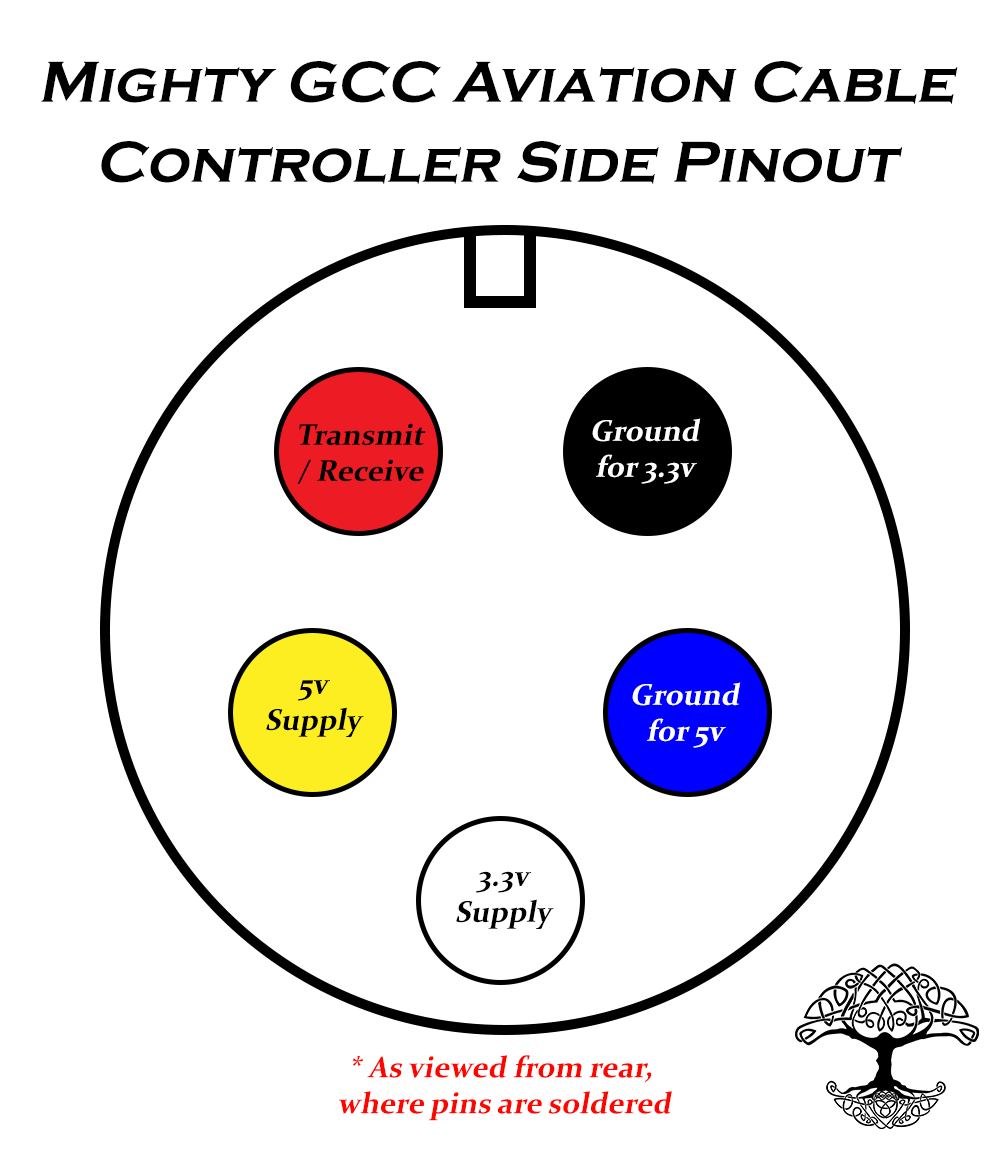 Mighty GCC Aviation Cable
Controller Side Pinout
Transmit
/ Receive
Ground
for 3.3v
5v
Supply
Ground
for 5v
3.3v
Supply
* As viewed from rear,
where pins are soldered